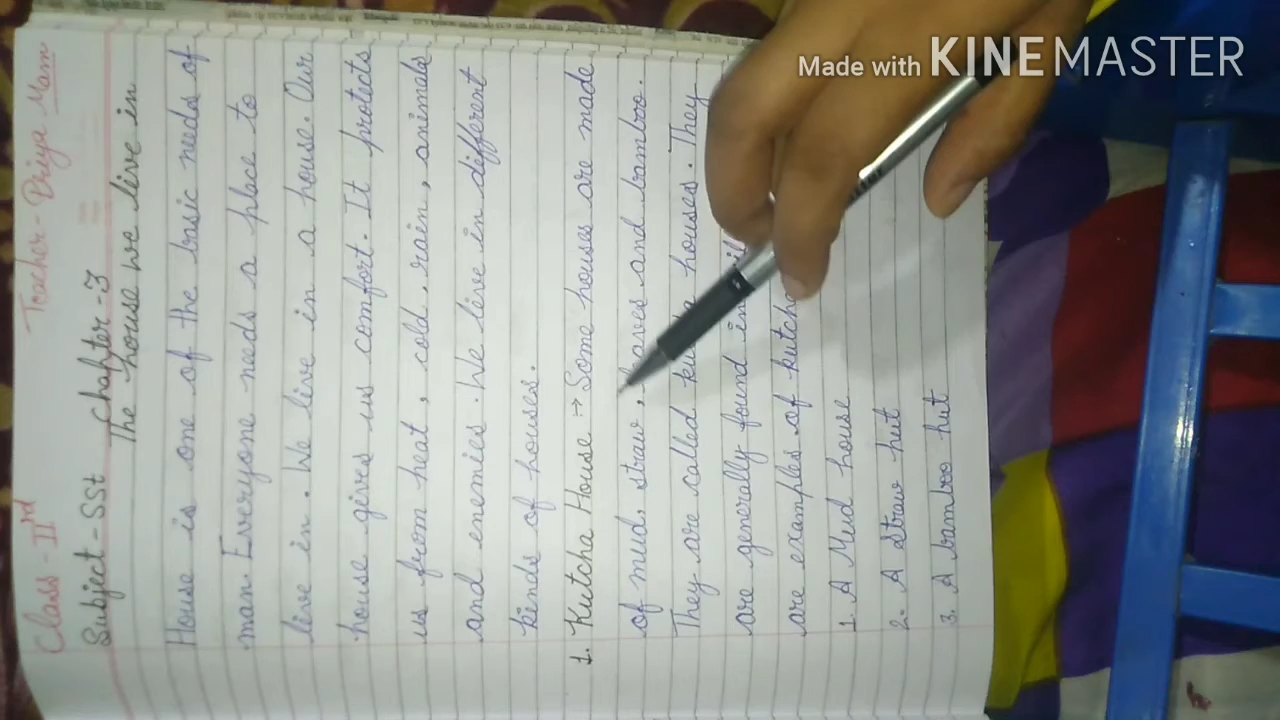 Made with KINEMASTER
Class - IIrd Teacher - Priya Mam
Subject - SSt Chapter - 3
The house we live in
House is one of the basic needs of
man. Everyone needs a place to
live in. We live in a house. Our
house gives us comfort. It protects
us from heat, cold, rain, animals
and enemies. We live in different
kinds of houses.
1. Kutcha House → Some houses are made
of mud, straw, and bamboo.
They are called houses. They
are generally found in
are examples of kutcha
1. A Mud house
2. A Straw hut
3. A bamboo hut